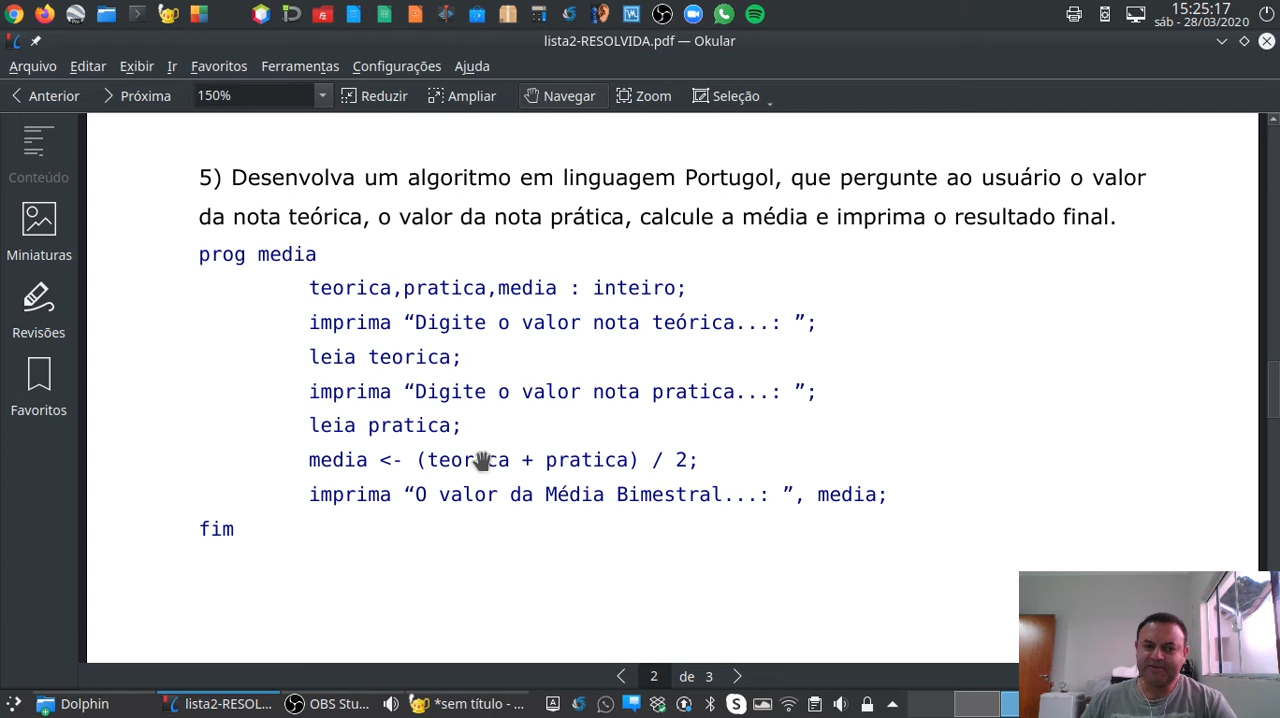 15:25:17
sáb - 28/03/2020
lista2-RESOLVIDA.pdf — Okular
Arquivo Editar Exibir Ir Favoritos Ferramentas Configurações Ajuda
Anterior Próxima 150% Reduzir Ampliar Navegar Zoom Seleção
Conteúdo
Miniaturas
Revisões
Favoritos
5) Desenvolva um algoritmo em linguagem Portugol, que pergunte ao usuário o valor
da nota teórica, o valor da nota prática, calcule a média e imprima o resultado final.
prog media
teorica,pratica,media : inteiro;
imprima “Digite o valor nota teórica...: ”;
leia teorica;
imprima “Digite o valor nota pratica...: ”;
leia pratica;
media <- (teorica + pratica) / 2;
imprima “O valor da Média Bimestral...: ”, media;
fim
2 de 3
Dolphin lista2-RESOL... OBS Stu... *sem título - ...